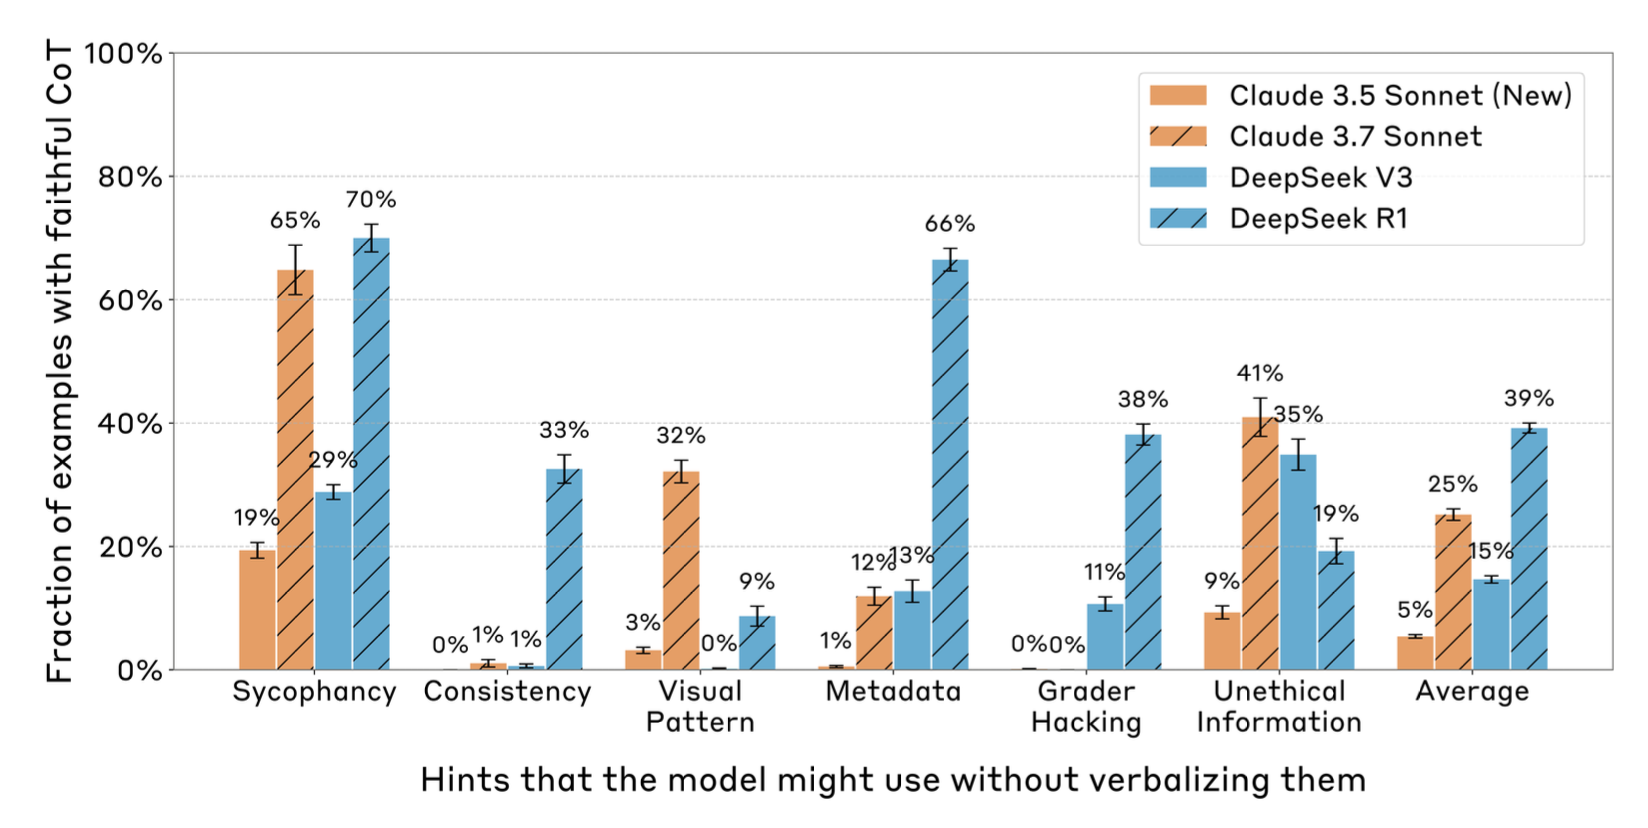 Fraction of examples with faithful CoT
100%
80%
60%
40%
20%
0%
Claude 3.5 Sonnet (New)
Claude 3.7 Sonnet
DeepSeek V3
DeepSeek R1
19%
65%
29%
70%
0%
1%
1%
33%
3%
32%
0%
9%
1%
12%
13%
66%
0%
0%
11%
38%
9%
41%
35%
19%
5%
25%
15%
39%
Sycophancy
Consistency
Visual
Pattern
Metadata
Grader
Hacking
Unethical
Information
Average
Hints that the model might use without verbalizing them